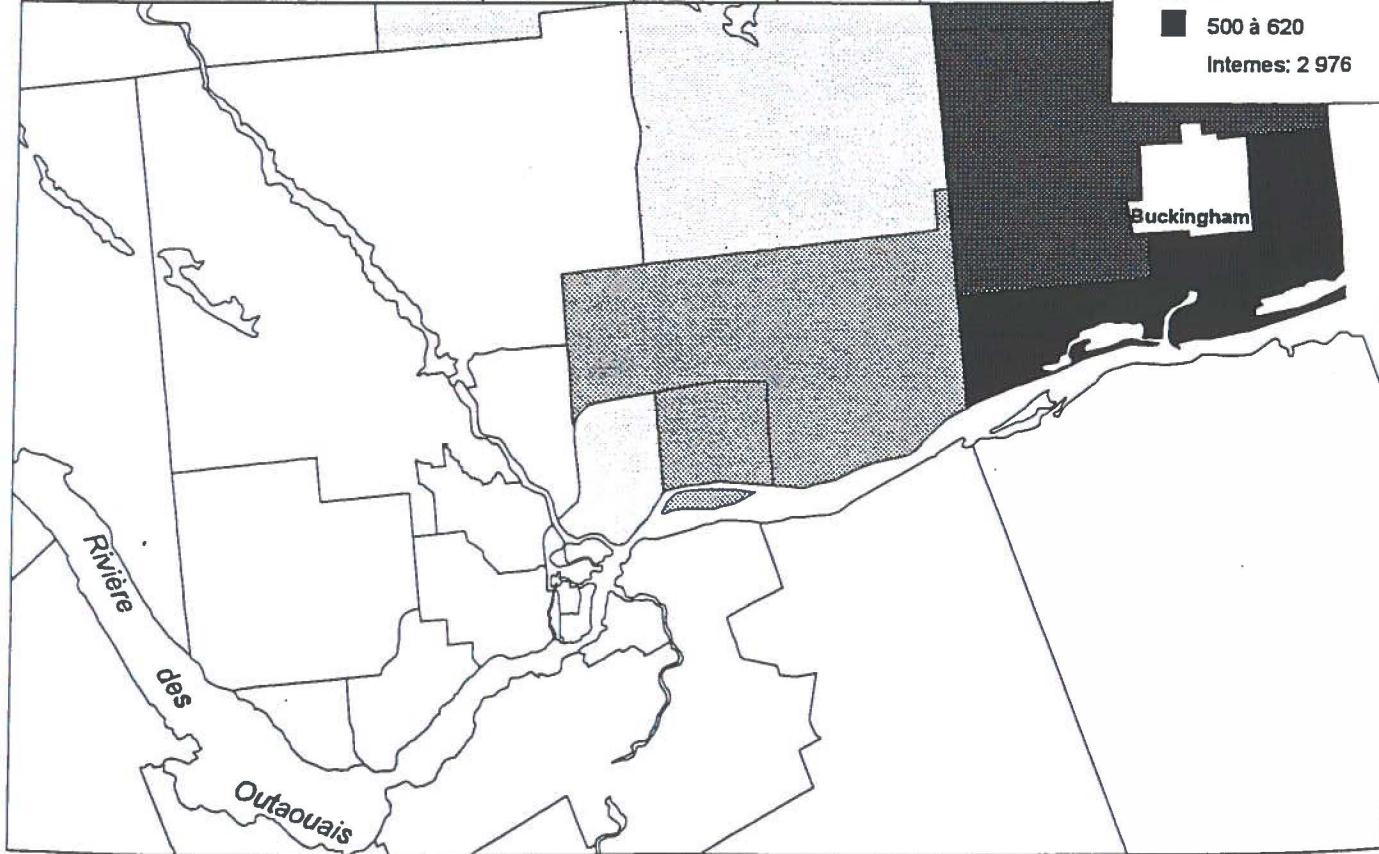 500 à 620
Internes: 2 976
Buckingham
Rivière
des
Outaouais